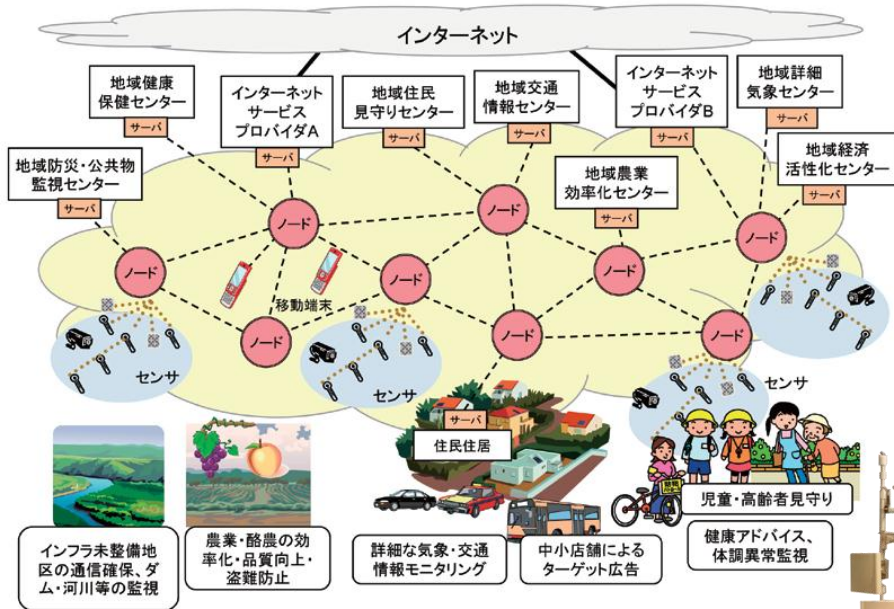 インターネット
地域健康
保健センター
サーバ
インターネット
サービス
プロバイダA
サーバ
地域住民
見守りセンター
サーバ
地域交通
情報センター
サーバ
インターネット
サービス
プロバイダB
サーバ
地域詳細
気象センター
サーバ
地域防災・公共物
監視センター
サーバ
地域農業
効率化センター
サーバ
地域経済
活性化センター
サーバ
ノード
ノード
ノード
ノード
ノード
ノード
ノード
ノード
ノード
移動端末
センサ
センサ
センサ
サーバ
住民住居
インフラ未整備地
区の通信確保、ダ
ム・河川等の監視
農業・酪農の効
率化・品質向上・
盗難防止
詳細な気象・交通
情報モニタリング
中小店舗による
ターゲット広告
児童・高齢者見守り
健康アドバイス、
体調異常監視